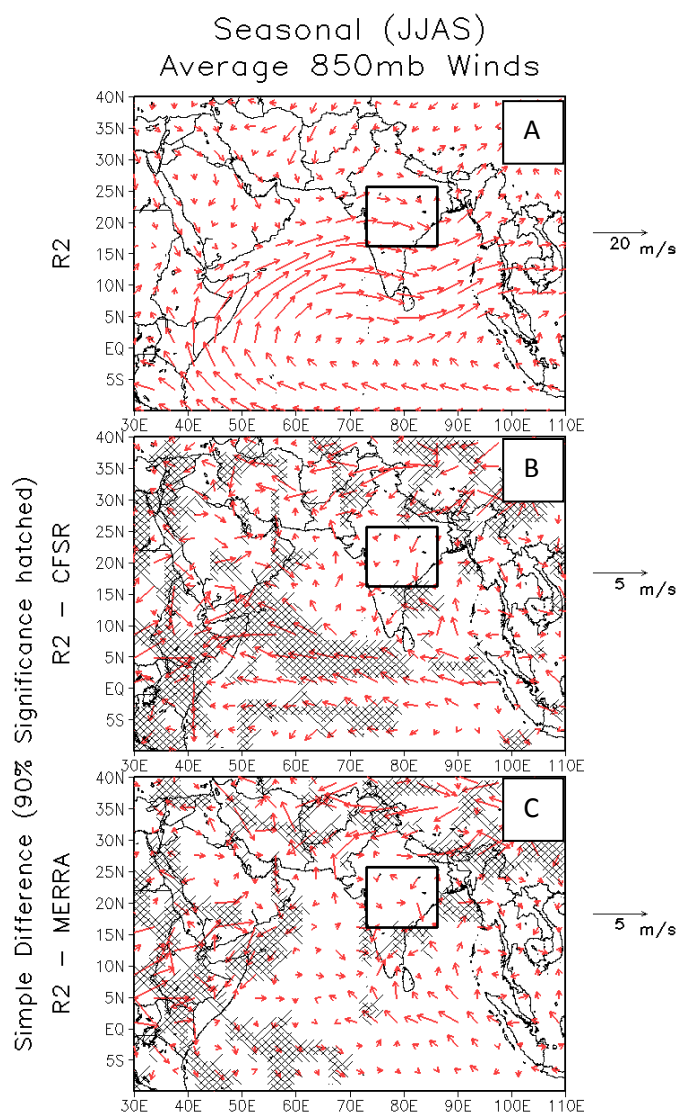 Seasonal (JJAS)
Average 850mb Winds
40N
A
35N
30N
25N
20N
15N
10N
5N
EQ
5S
30E 40E 50E 60E 70E 80E 90E 100E 110E
R2
20 m/s
40N
B
35N
30N
25N
20N
15N
10N
5N
EQ
5S
30E 40E 50E 60E 70E 80E 90E 100E 110E
Simple Difference (90% Significance hatched)
R2 - CFSR
5 m/s
40N
C
35N
30N
25N
20N
15N
10N
5N
EQ
5S
30E 40E 50E 60E 70E 80E 90E 100E 110E
R2 - MERRA
5 m/s